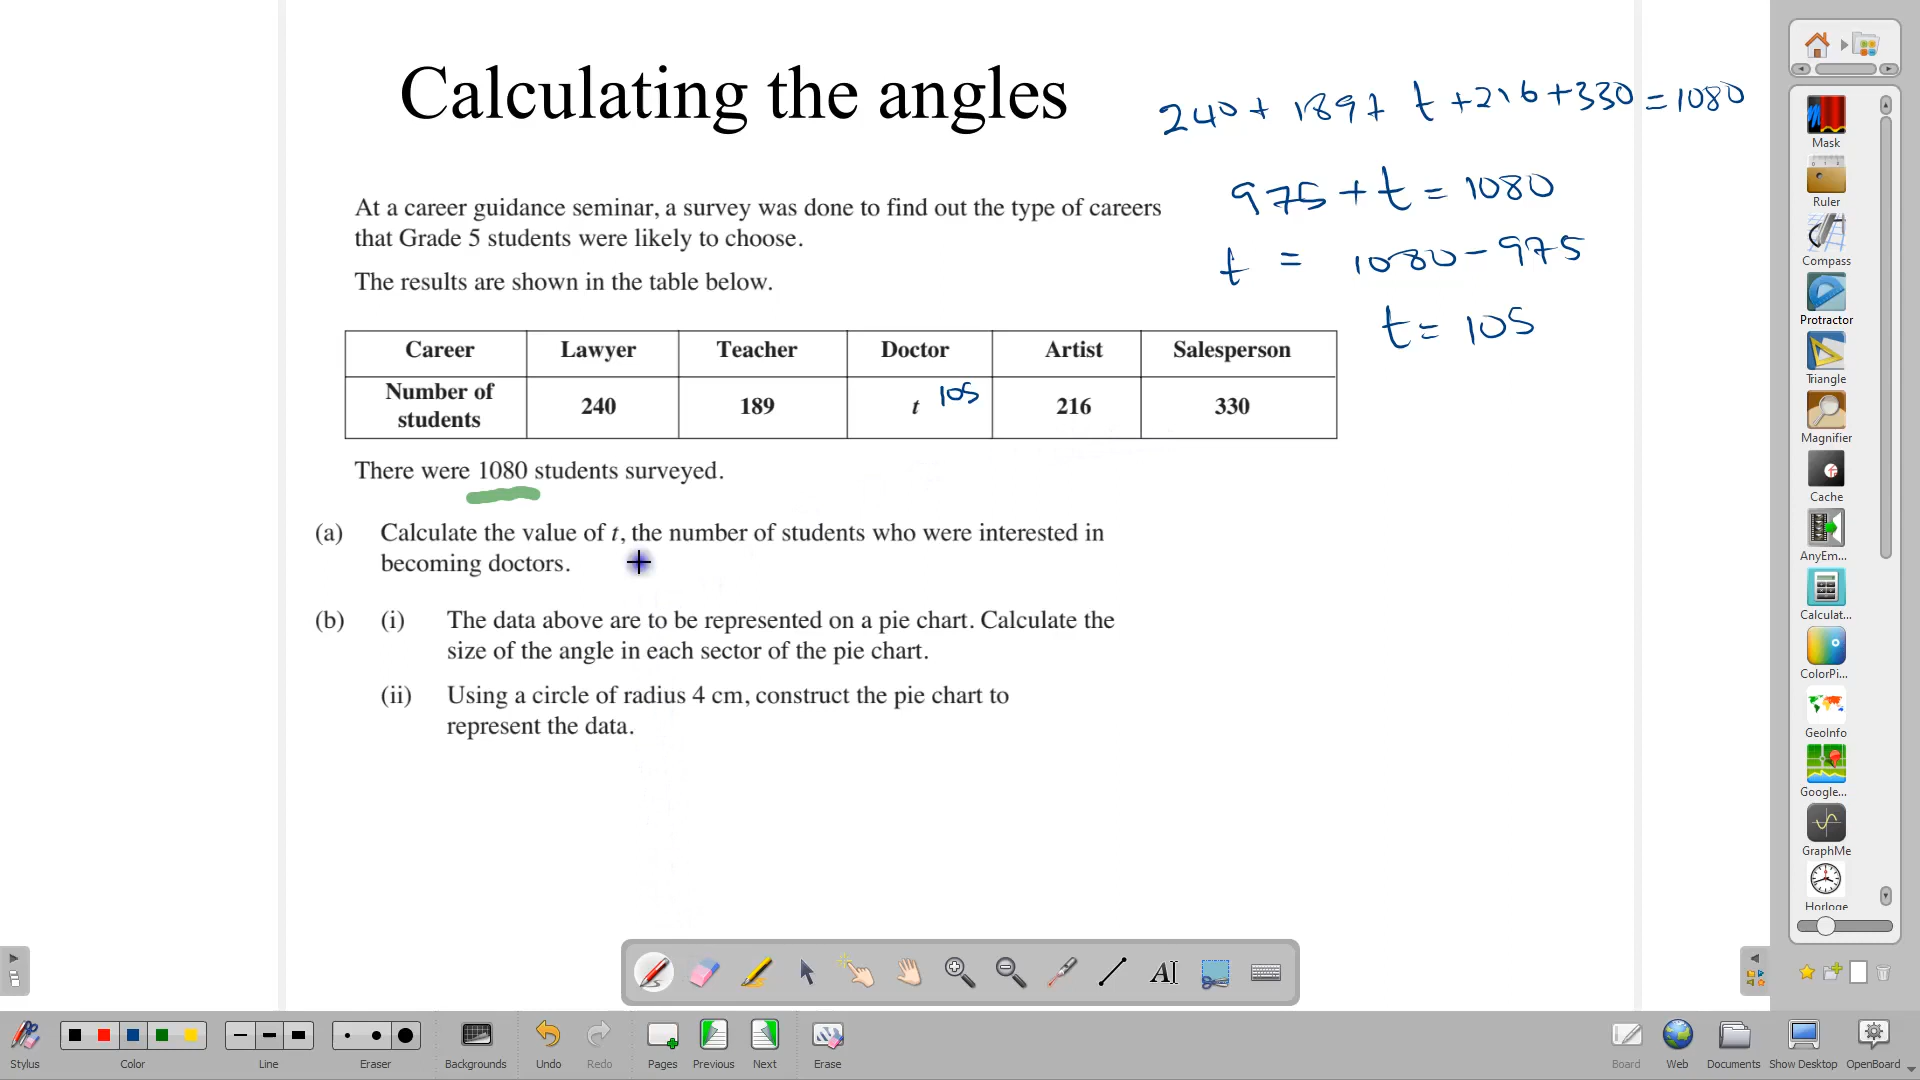 Calculating the angles
240 + 189 + t + 216 + 330 = 1080
975 + t = 1080
t = 1080 - 975
t = 105
At a career guidance seminar, a survey was done to find out the type of careers
that Grade 5 students were likely to choose.
The results are shown in the table below.
Career Lawyer Teacher Doctor Artist Salesperson
Number of students 240 189 t 105 216 330
There were 1080 students surveyed.
(a) Calculate the value of t, the number of students who were interested in
becoming doctors.
(b) (i) The data above are to be represented on a pie chart. Calculate the
size of the angle in each sector of the pie chart.
(ii) Using a circle of radius 4 cm, construct the pie chart to
represent the data.
Mask
Ruler
Compass
Protractor
Triangle
Magnifier
Cache
AnyEm...
Calculat...
ColorPi...
GeoInfo
Google...
GraphMe
Horloge
Stylus Color Line Eraser Backgrounds Undo Redo Pages Previous Next Erase Board Web Documents Show Desktop OpenBoard